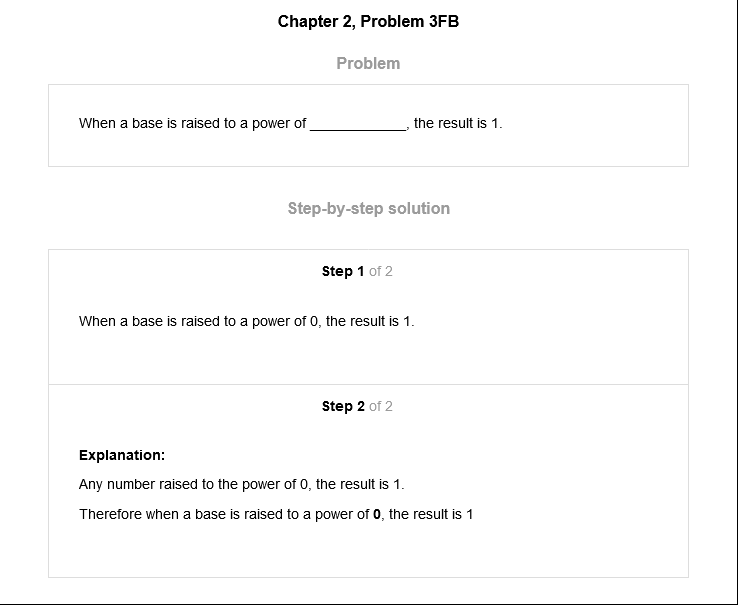 Chapter 2, Problem 3FB
Problem
When a base is raised to a power of _____________, the result is 1.
Step-by-step solution
Step 1 of 2
When a base is raised to a power of 0, the result is 1.
Step 2 of 2
Explanation:
Any number raised to the power of 0, the result is 1.
Therefore when a base is raised to a power of 0, the result is 1